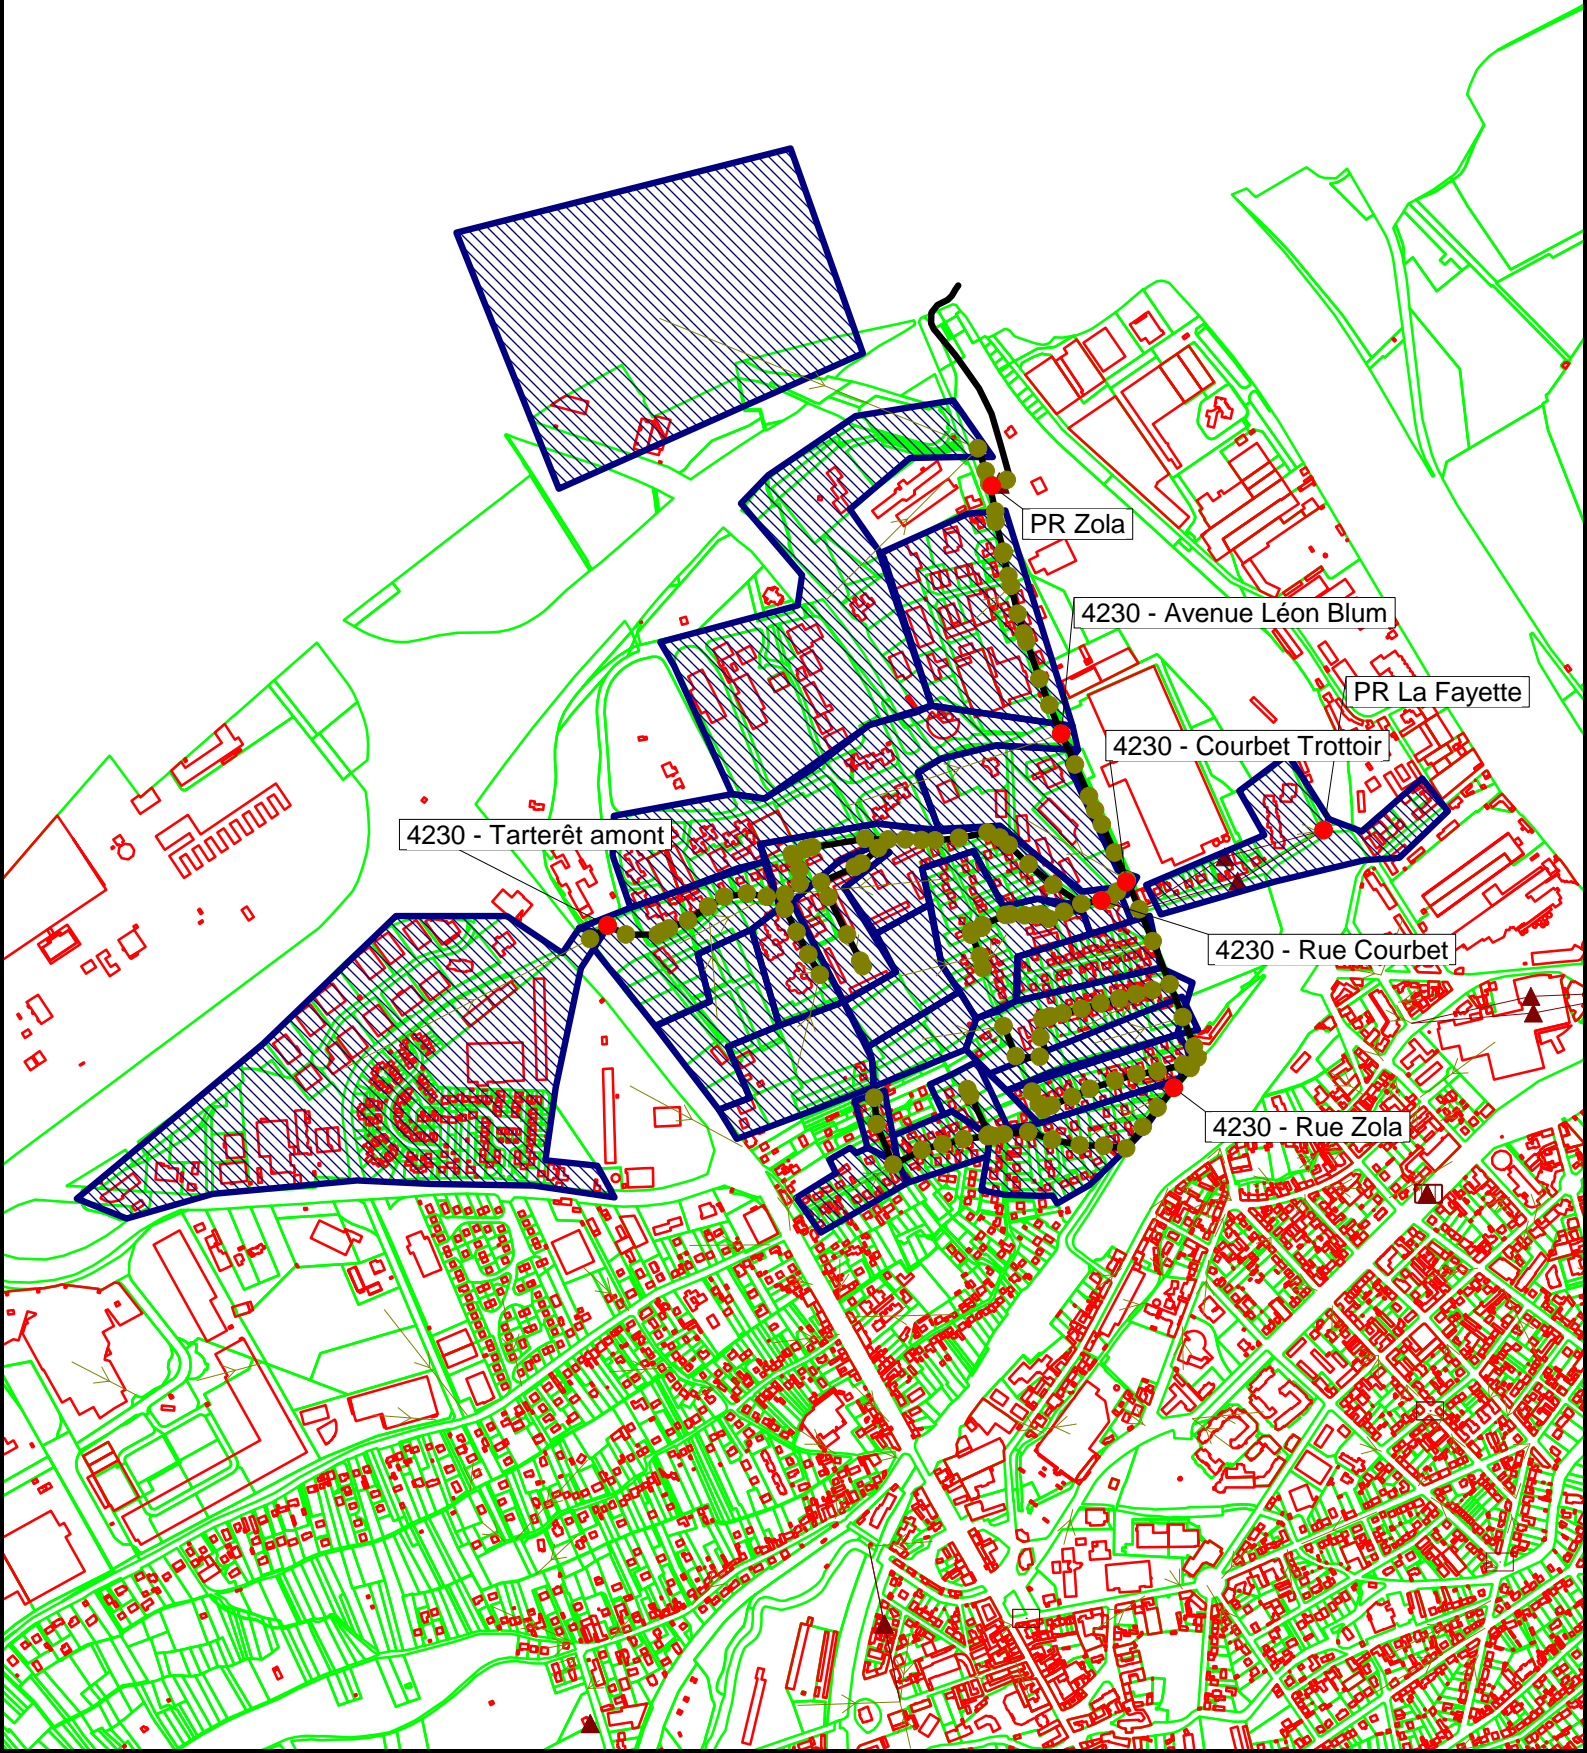 PR Zola
4230 - Avenue Léon Blum
PR La Fayette
4230 - Courbet Trottoir
4230 - Tarterêt amont
4230 - Rue Courbet
4230 - Rue Zola